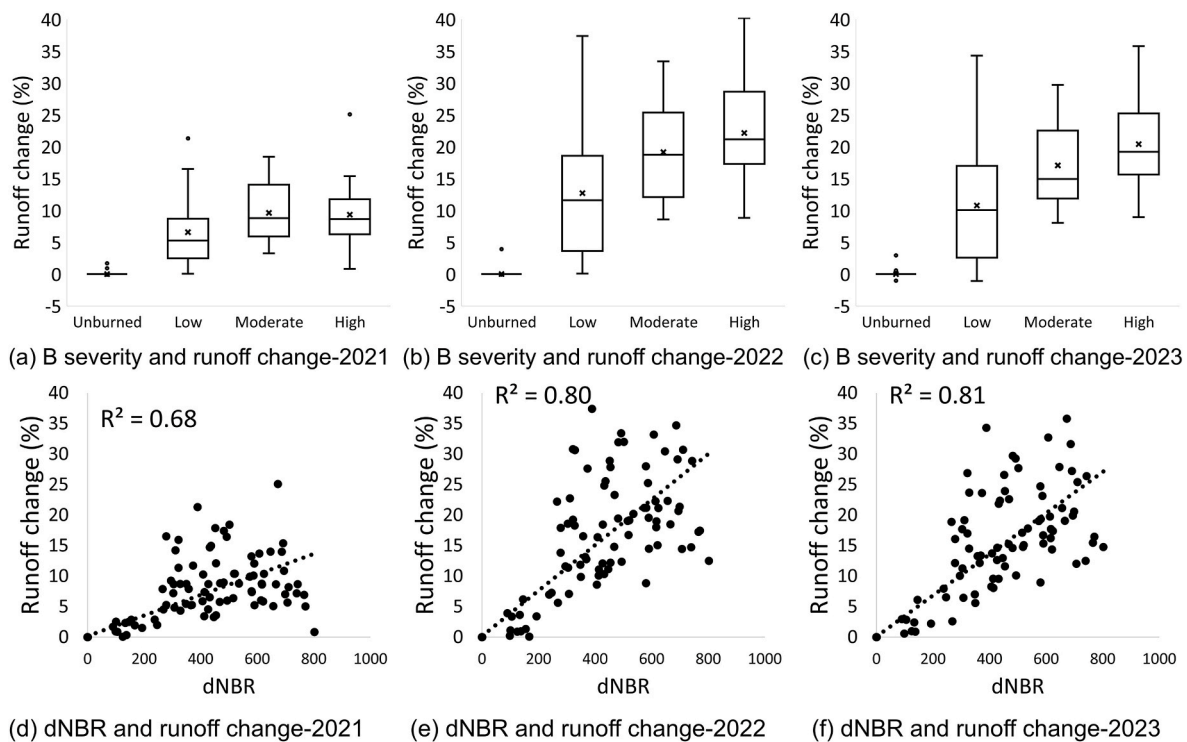 Runoff change (%)
40
35
30
25
20
15
10
5
0
-5
Unburned Low Moderate High
(a) B severity and runoff change-2021
Runoff change (%)
40
35
30
25
20
15
10
5
0
-5
Unburned Low Moderate High
(b) B severity and runoff change-2022
Runoff change (%)
40
35
30
25
20
15
10
5
0
-5
Unburned Low Moderate High
(c) B severity and runoff change-2023
Runoff change (%)
40
35
30
25
20
15
10
5
0
R² = 0.68
0 200 400 600 800 1000
dNBR
(d) dNBR and runoff change-2021
Runoff change (%)
40
35
30
25
20
15
10
5
0
R² = 0.80
0 200 400 600 800 1000
dNBR
(e) dNBR and runoff change-2022
Runoff change (%)
40
35
30
25
20
15
10
5
0
R² = 0.81
0 200 400 600 800 1000
dNBR
(f) dNBR and runoff change-2023